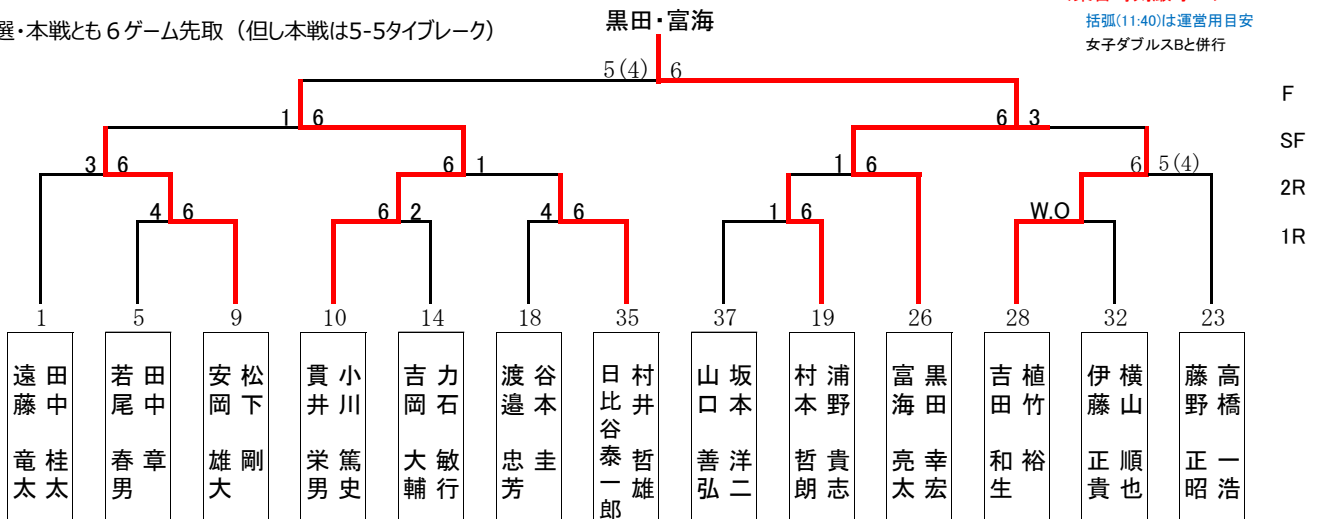 選・本戦とも６ゲーム先取（但し本戦は5-5タイブレーク）
黒田・富海
括弧(11:40)は運営用目安
女子ダブルスBと併行
5(4) 6
F
1 6
6 3
SF
3 6
6 1
1 6
6 5(4)
2R
4 6
6 2
4 6
1 6
W.O
1R
1 5 9 10 14 18 35 37 19 26 28 32 23
田中 桂太
遠藤 竜太
田中 章
若尾 春男
松下 剛
安岡 雄大
小川 篤史
貫井 栄男
力石 敏行
吉岡 大輔
谷本 圭
渡邉 忠芳
村井 哲雄
日比谷泰一郎
坂本 洋二
山口 善弘
浦野 貴志
村本 哲朗
黒田 幸宏
富海 亮太
植竹 裕
吉田 和生
横山 順也
伊藤 正貴
高橋 一浩
藤野 正昭